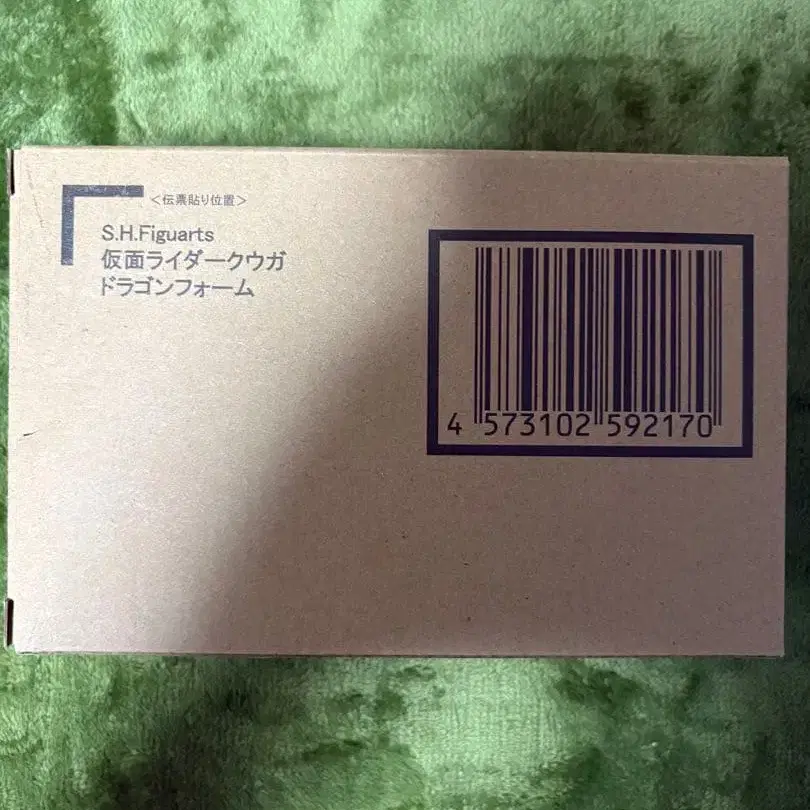 ＜伝票貼り位置＞
S.H.Figuarts
仮面ライダークウガ
ドラゴンフォーム
4 573102 592170